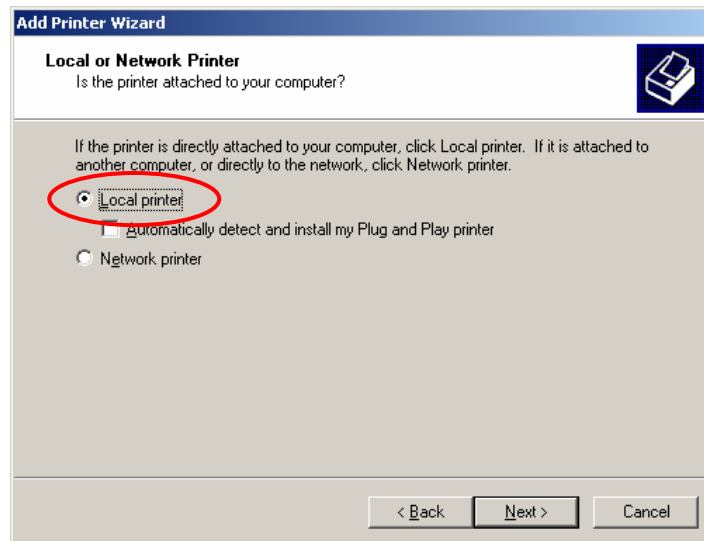 Add Printer Wizard
Local or Network Printer
Is the printer attached to your computer?
If the printer is directly attached to your computer, click Local printer. If it is attached to
another computer, or directly to the network, click Network printer.
Local printer
Automatically detect and install my Plug and Play printer
Network printer
< Back Next > Cancel